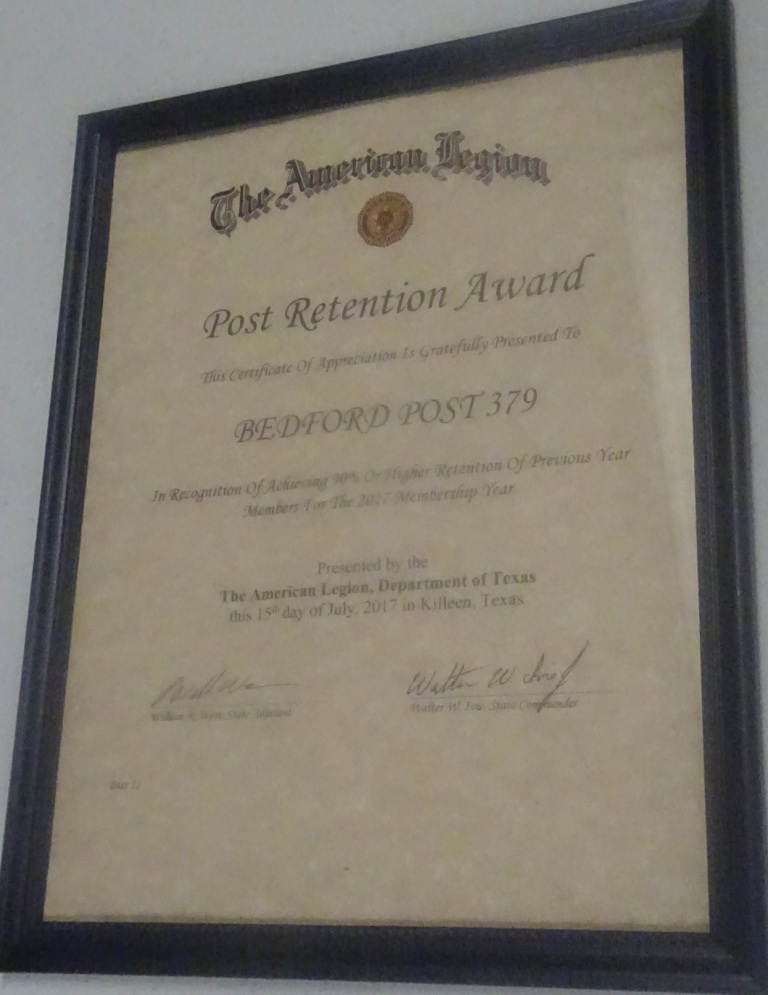 The American Legion
Post Retention Award
This Certificate Of Appreciation Is Gratefully Presented To
BEDFORD POST 379
In Recognition Of Achieving 90% Or Higher Retention Of Previous Year
Members For The 2017 Membership Year
Presented by the
The American Legion, Department of Texas
this 15th day of July, 2017 in Killeen, Texas
Walter W
William State Adjutant
Walter W. State Commander